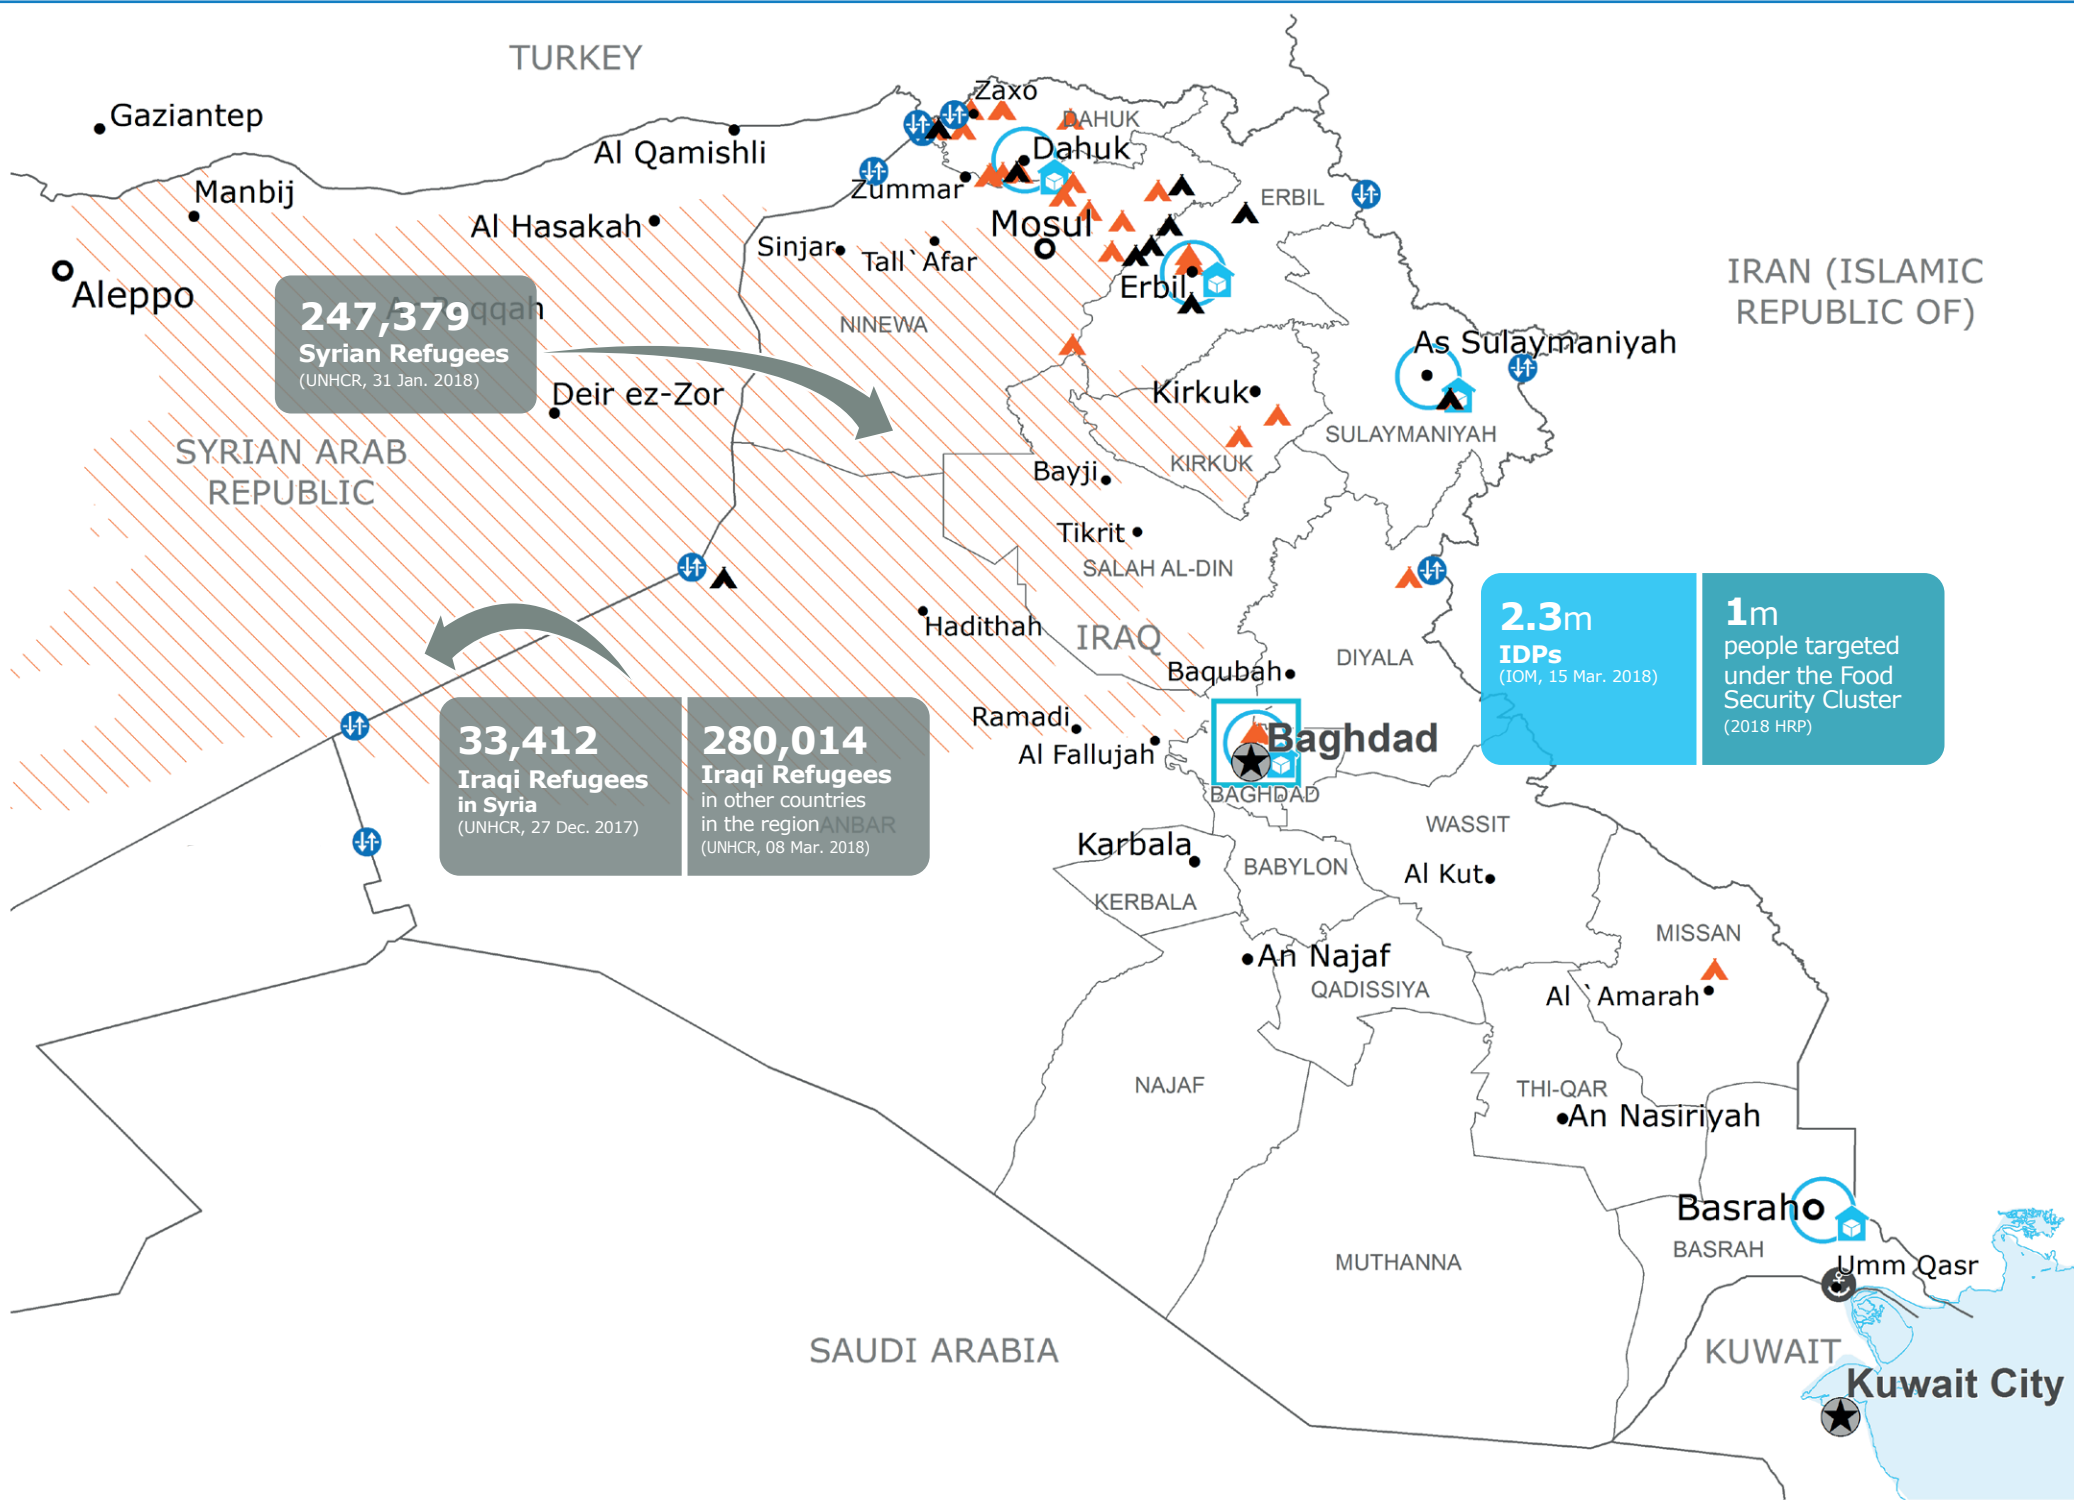 TURKEY
Gaziantep
Zaxo
DAHUK
Al Qamishli
Dahuk
Manbij
Zummar
ERBIL
Al Hasakah
Mosul
Sinjar
Tall`Afar
Aleppo
IRAN (ISLAMIC
REPUBLIC OF)
Ar Raqqah
247,379
Syrian Refugees
(UNHCR, 31 Jan. 2018)
Erbil
NINEWA
As Sulaymaniyah
Deir ez-Zor
Kirkuk
SYRIAN ARAB
REPUBLIC
SULAYMANIYAH
KIRKUK
Bayji
Tikrit
SALAH AL-DIN
Hadithah
IRAQ
DIYALA
Baqubah
2.3m
IDPs
(IOM, 15 Mar. 2018)
1m
people targeted
under the Food
Security Cluster
(2018 HRP)
Ramadi
Al Fallujah
Baghdad
BAGHDAD
33,412
Iraqi Refugees
in Syria
(UNHCR, 27 Dec. 2017)
280,014
Iraqi Refugees
in other countries
in the region
(UNHCR, 08 Mar. 2018)
ANBAR
WASSIT
Karbala
BABYLON
Al Kut
KERBALA
MISSAN
An Najaf
QADISSIYA
Al `Amarah
NAJAF
THI-QAR
An Nasiriyah
Basrah
BASRAH
MUTHANNA
Umm Qasr
SAUDI ARABIA
KUWAIT
Kuwait City